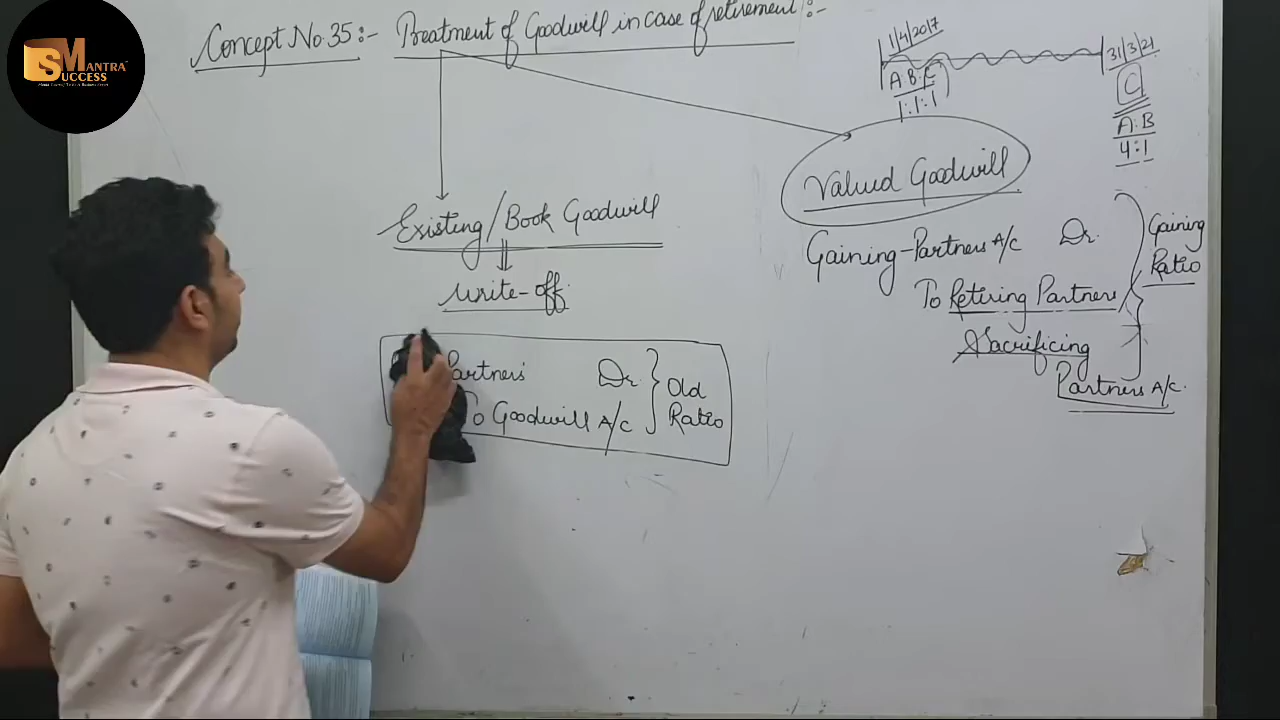 SMANTRA
SUCCESS
Concept No. 35:- Treatment of Goodwill in case of retirement:-
1/4/2017
31/3/21
A B C
1:1:1
C
A:B
4:1
Existing/Book Goodwill
Write-off
Partners' Dr.
To Goodwill A/c
Old
Ratio
Valued Goodwill
Gaining-Partners A/c Dr.
To Retiring Partners/
Sacrificing
Partners A/c.
Gaining
Ratio